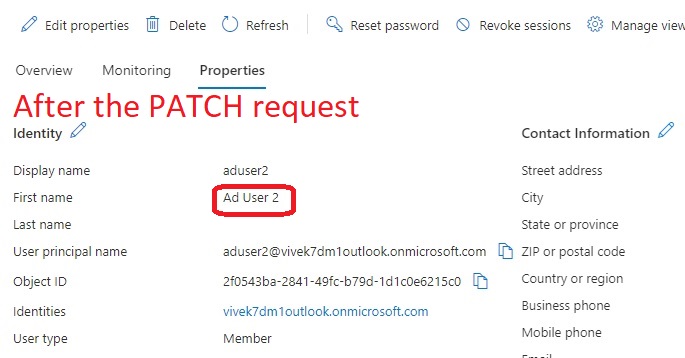 Edit properties Delete Refresh Reset password Revoke sessions Manage view
Overview Monitoring Properties
After the PATCH request
Identity Contact Information
Display name aduser2 Street address
First name Ad User 2 City
Last name State or province
User principal name aduser2@vivek7dm1outlook.onmicrosoft.com ZIP or postal code
Object ID 2f0543ba-2841-49fc-b79d-1d1c0e6215c0 Country or region
Identities vivek7dm1outlook.onmicrosoft.com Business phone
User type Member Mobile phone